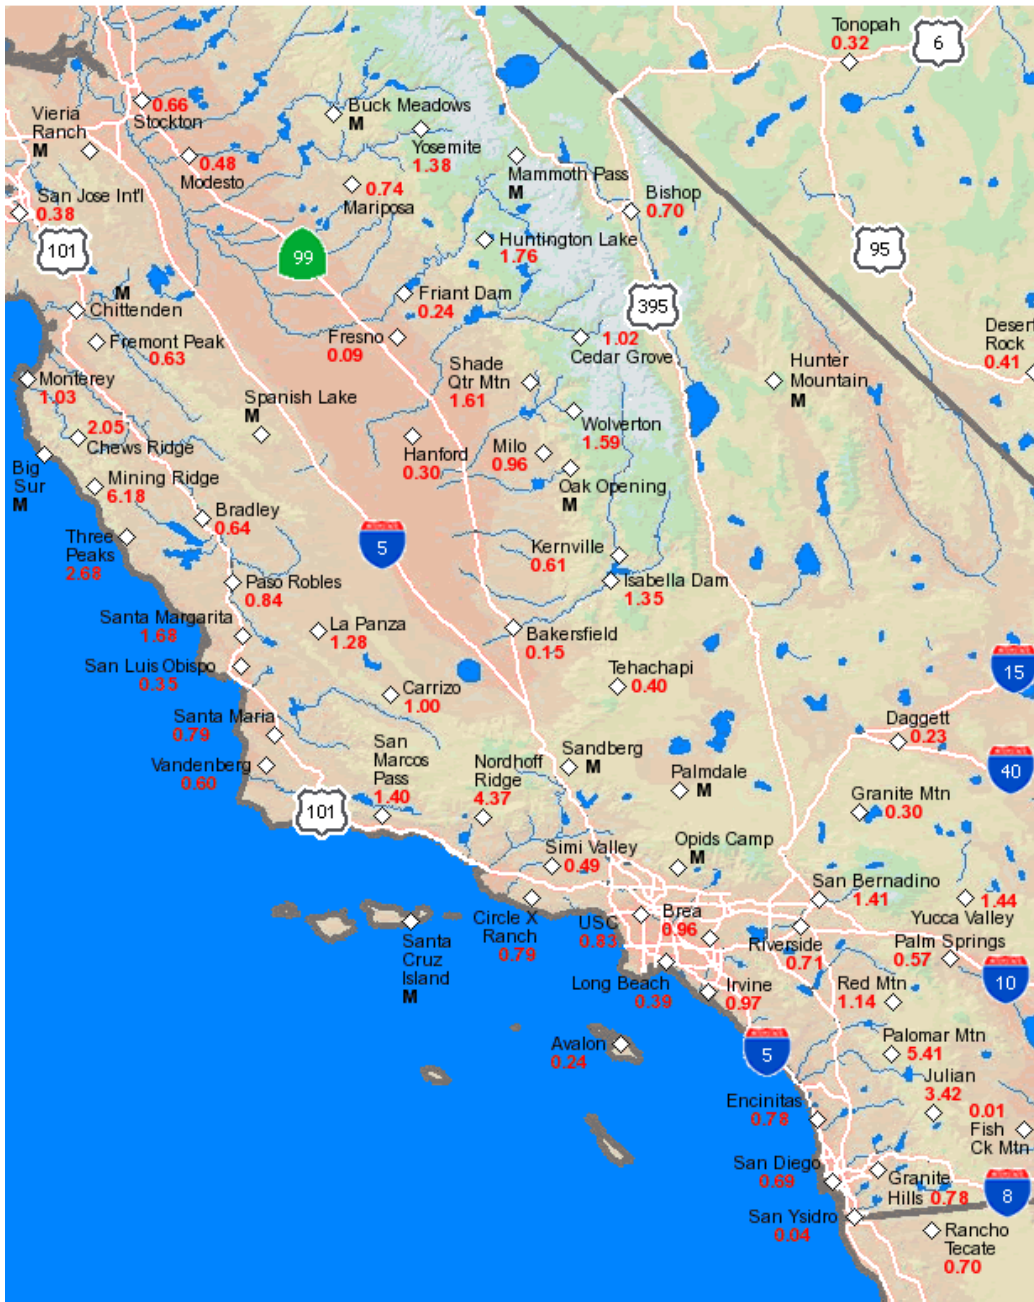 Tonopah
0.32
6
0.66
Stockton
Buck Meadows
M
Vieria
Ranch
M
Yosemite
1.38
0.48
Modesto
Mammoth Pass
M
0.74
Mariposa
Bishop
0.70
San Jose Int'l
0.38
101
99
Huntington Lake
1.76
95
M
Chittenden
Friant Dam
0.24
395
Fremont Peak
0.63
Fresno
0.09
1.02
Cedar Grove
Desert
Rock
0.41
Shade
Qtr Mtn
1.61
Hunter
Mountain
M
Monterey
1.03
Spanish Lake
M
Wolverton
1.59
2.05
Chews Ridge
Hanford
0.30
Milo
0.96
Big
Sur
M
Mining Ridge
6.18
Oak Opening
M
Bradley
0.64
Three
Peaks
2.68
5
Kernville
0.61
Paso Robles
0.84
Isabella Dam
1.35
Santa Margarita
1.68
La Panza
1.28
Bakersfield
0.15
San Luis Obispo
0.35
Tehachapi
0.40
15
Carrizo
1.00
Santa Maria
0.79
Daggett
0.23
Vandenberg
0.60
San
Marcos
Pass
1.40
Nordhoff
Ridge
4.37
Sandberg
M
Palmdale
M
40
101
Granite Mtn
0.30
Simi Valley
0.49
Opids Camp
M
San Bernadino
1.41
1.44
Yucca Valley
Circle X
Ranch
0.79
USC
0.83
Brea
0.96
Riverside
0.71
Palm Springs
0.57
Santa
Cruz
Island
M
Long Beach
0.39
Irvine
0.97
Red Mtn
1.14
10
Avalon
0.24
5
Palomar Mtn
5.41
Julian
3.42
Encinitas
0.78
0.01
Fish
Ck Mtn
San Diego
0.69
Granite
Hills 0.78
8
San Ysidro
0.04
Rancho
Tecate
0.70